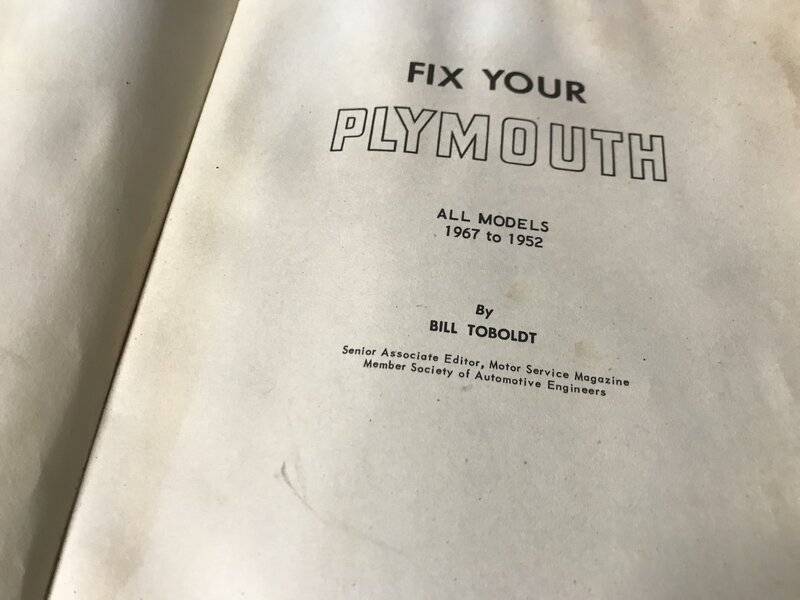 FIX YOUR
PLYMOUTH
ALL MODELS
1967 to 1952
By
BILL TOBOLDT
Senior Associate Editor, Motor Service Magazine
Member Society of Automotive Engineers